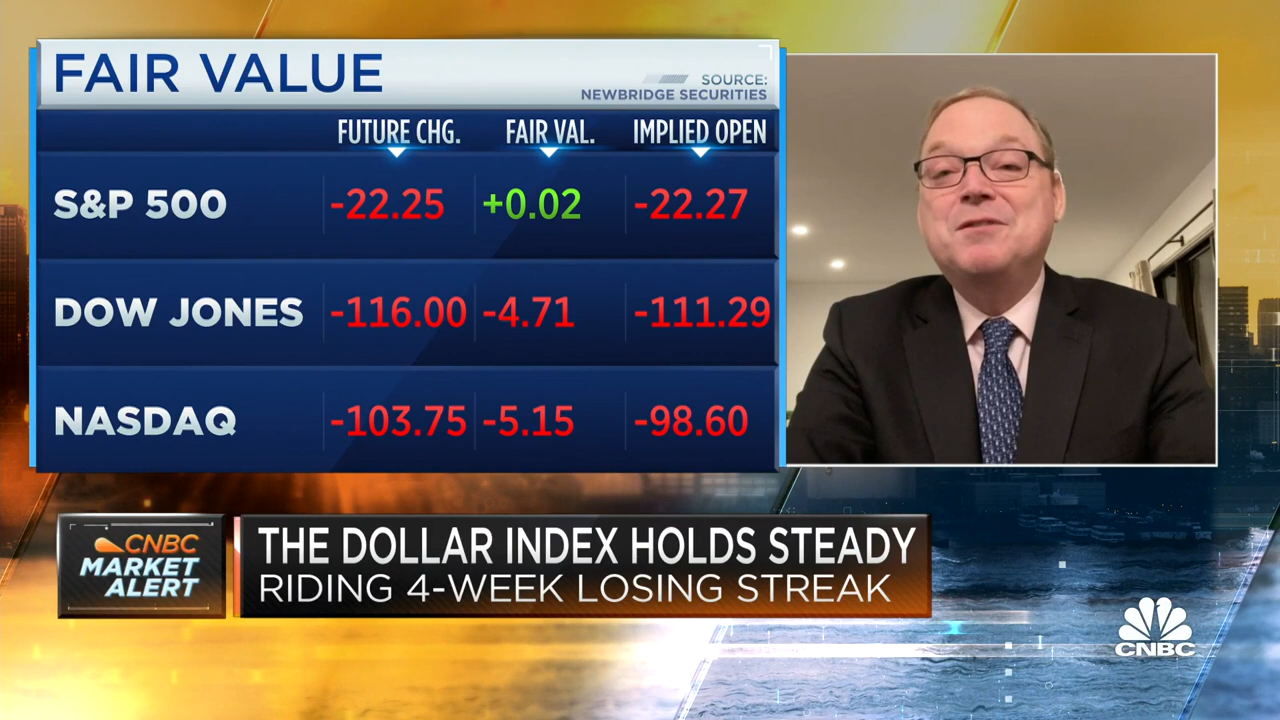 FAIR VALUE
SOURCE:
NEWBRIDGE SECURITIES
FUTURE CHG. FAIR VAL. IMPLIED OPEN
S&P 500 -22.25 +0.02 -22.27
DOW JONES -116.00 -4.71 -111.29
NASDAQ -103.75 -5.15 -98.60
CNBC
MARKET
ALERT
THE DOLLAR INDEX HOLDS STEADY
RIDING 4-WEEK LOSING STREAK
CNBC